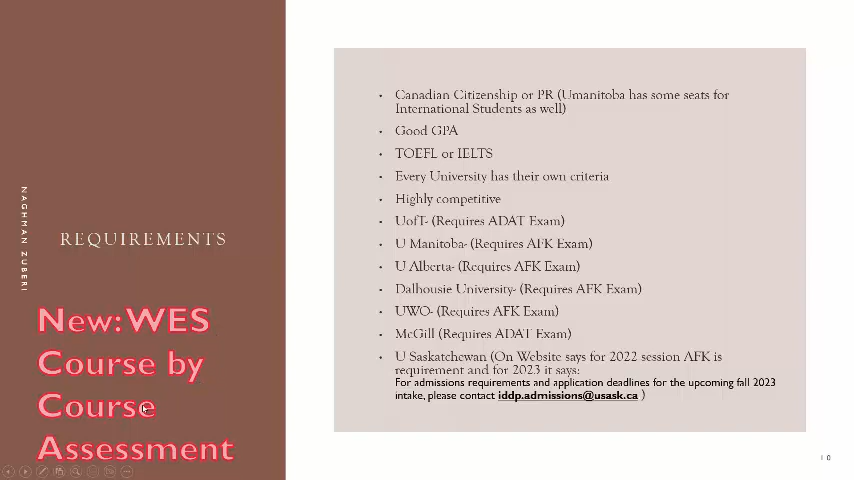 NAGHMAN ZUBERI
REQUIREMENTS
New: WES
Course by
Course
Assessment
• Canadian Citizenship or PR (Umanitoba has some seats for
International Students as well)
• Good GPA
• TOEFL or IELTS
• Every University has their own criteria
• Highly competitive
• UofT- (Requires ADAT Exam)
• U Manitoba- (Requires AFK Exam)
• U Alberta- (Requires AFK Exam)
• Dalhousie University- (Requires AFK Exam)
• UWO- (Requires AFK Exam)
• McGill (Requires ADAT Exam)
• U Saskatchewan (On Website says for 2022 session AFK is
requirement and for 2023 it says:
For admissions requirements and application deadlines for the upcoming fall 2023
intake, please contact iddp.admissions@usask.ca )
10